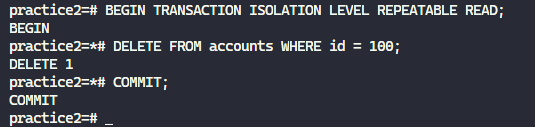 practice2=# BEGIN TRANSACTION ISOLATION LEVEL REPEATABLE READ;
BEGIN
practice2=*# DELETE FROM accounts WHERE id = 100;
DELETE 1
practice2=*# COMMIT;
COMMIT
practice2=# _